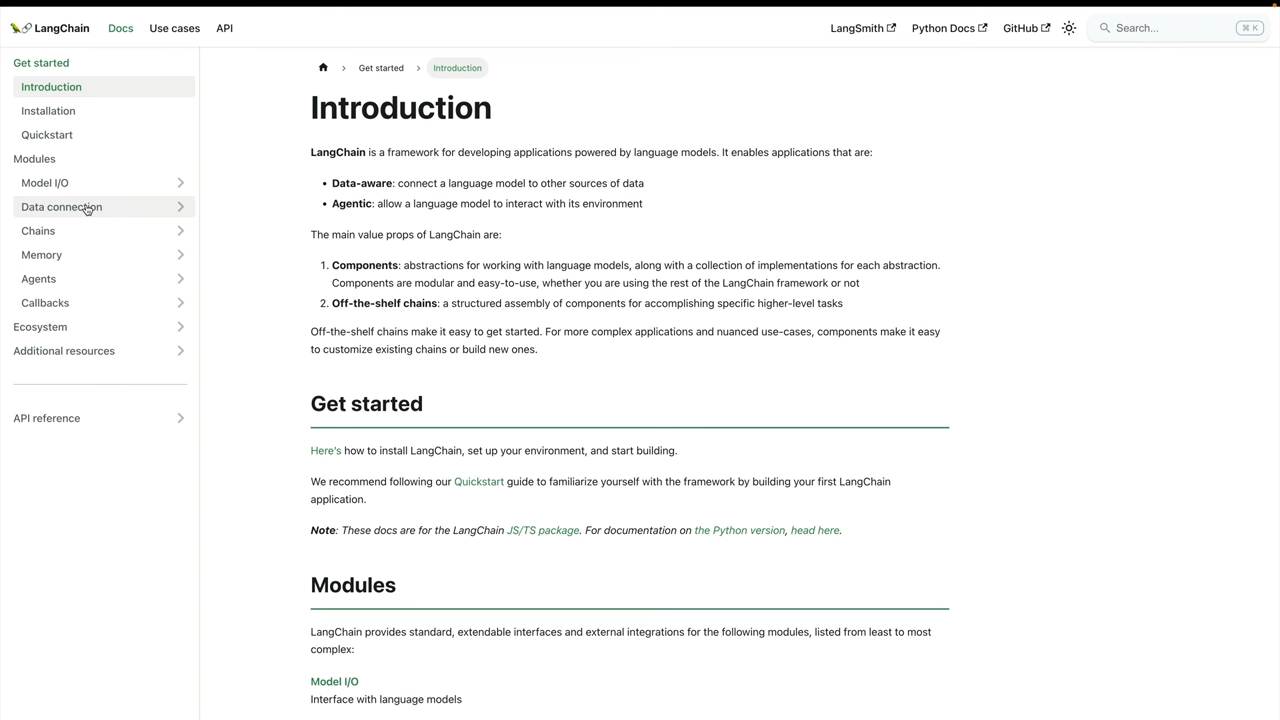 LangChain Docs Use cases API LangSmith Python Docs GitHub Search... ⌘ K
Get started
Introduction
Installation
Quickstart
Modules
Model I/O
Data connection
Chains
Memory
Agents
Callbacks
Ecosystem
Additional resources
API reference
Get started Introduction
Introduction
LangChain is a framework for developing applications powered by language models. It enables applications that are:
• Data-aware: connect a language model to other sources of data
• Agentic: allow a language model to interact with its environment
The main value props of LangChain are:
1. Components: abstractions for working with language models, along with a collection of implementations for each abstraction.
Components are modular and easy-to-use, whether you are using the rest of the LangChain framework or not
2. Off-the-shelf chains: a structured assembly of components for accomplishing specific higher-level tasks
Off-the-shelf chains make it easy to get started. For more complex applications and nuanced use-cases, components make it easy
to customize existing chains or build new ones.
Get started
Here's how to install LangChain, set up your environment, and start building.
We recommend following our Quickstart guide to familiarize yourself with the framework by building your first LangChain
application.
Note: These docs are for the LangChain JS/TS package. For documentation on the Python version, head here.
Modules
LangChain provides standard, extendable interfaces and external integrations for the following modules, listed from least to most
complex:
Model I/O
Interface with language models